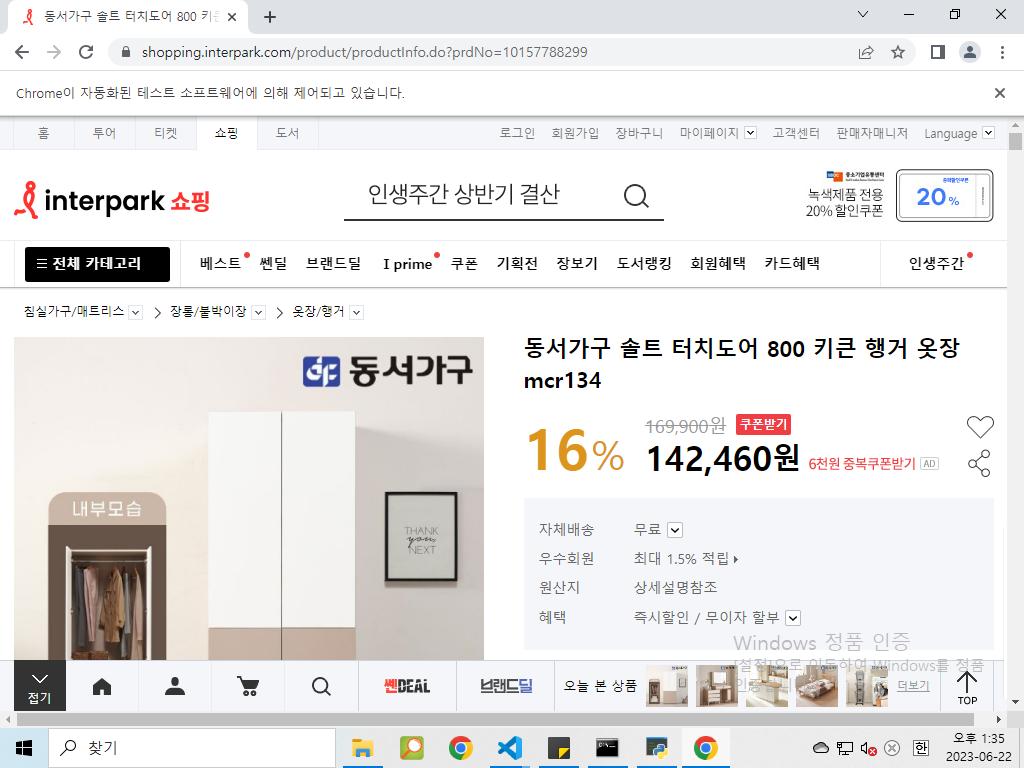 동서가구 솔트 터치도어 800 키큰
shopping.interpark.com/product/productInfo.do?prdNo=10157788299
Chrome이 자동화된 테스트 소프트웨어에 의해 제어되고 있습니다.
홈 투어 티켓 쇼핑 도서 로그인 회원가입 장바구니 마이페이지 고객센터 판매자매니저 Language
interpark 쇼핑
인생주간 상반기 결산
중소기업유통센터
녹색제품 전용
20% 할인쿠폰
중복할인쿠폰
20%
전체 카테고리 베스트 쎈딜 브랜드딜 I prime 쿠폰 기획전 장보기 도서랭킹 회원혜택 카드혜택 인생주간
침실가구/매트리스 장롱/붙박이장 옷장/행거
동서가구
내부모습
THANK
you,
NEXT
동서가구 솔트 터치도어 800 키큰 행거 옷장
mcr134
16%
169,900원 쿠폰받기
142,460원 6천원 중복쿠폰받기 AD
자체배송 무료
우수회원 최대 1.5% 적립
원산지 상세설명참조
혜택 즉시할인 / 무이자 할부
Windows 정품 인증
[설정]으로 이동하여 Windows를 정품
접기 쎈DEAL 브랜드딜 오늘 본 상품 더보기 TOP
찾기
한
오후 1:35
2023-06-22